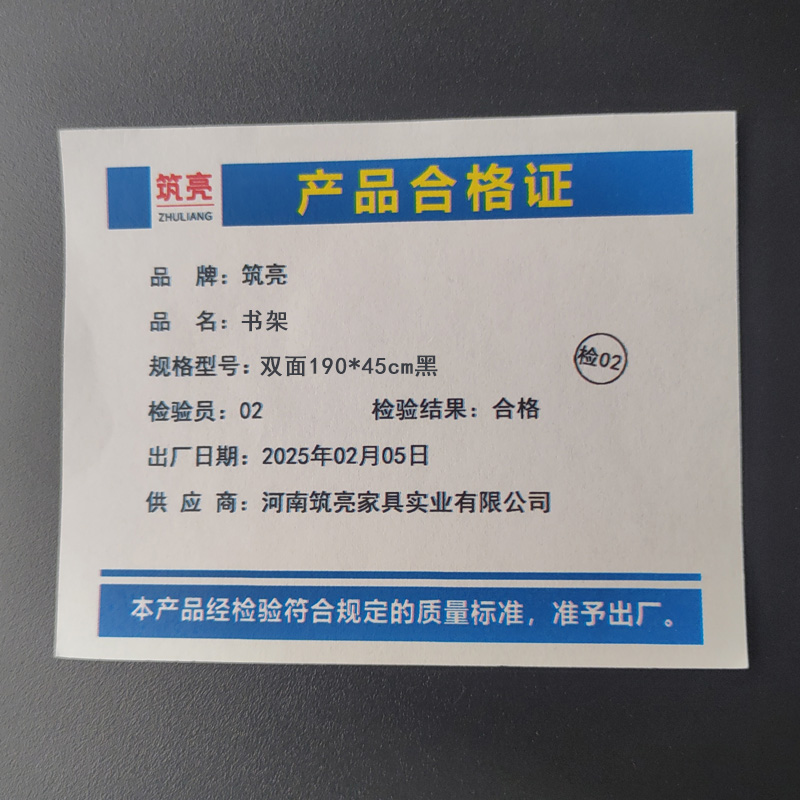 筑亮
ZHULIANG
产品合格证
品 牌：筑亮
品 名：书架
规格型号：双面190*45cm黑
检02
检验员：02 检验结果：合格
出厂日期：2025年02月05日
供 应 商：河南筑亮家具实业有限公司
本产品经检验符合规定的质量标准，准予出厂。